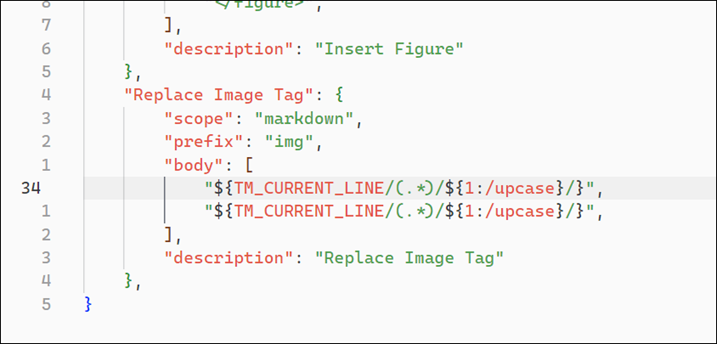 8 </figure>",
7 ],
6 "description": "Insert Figure"
5 },
4 "Replace Image Tag": {
3 "scope": "markdown",
2 "prefix": "img",
1 "body": [
34 "${TM_CURRENT_LINE/(.*)/${1:/upcase}/}",
1 "${TM_CURRENT_LINE/(.*)/${1:/upcase}/}",
2 ],
3 "description": "Replace Image Tag"
4 },
5 }